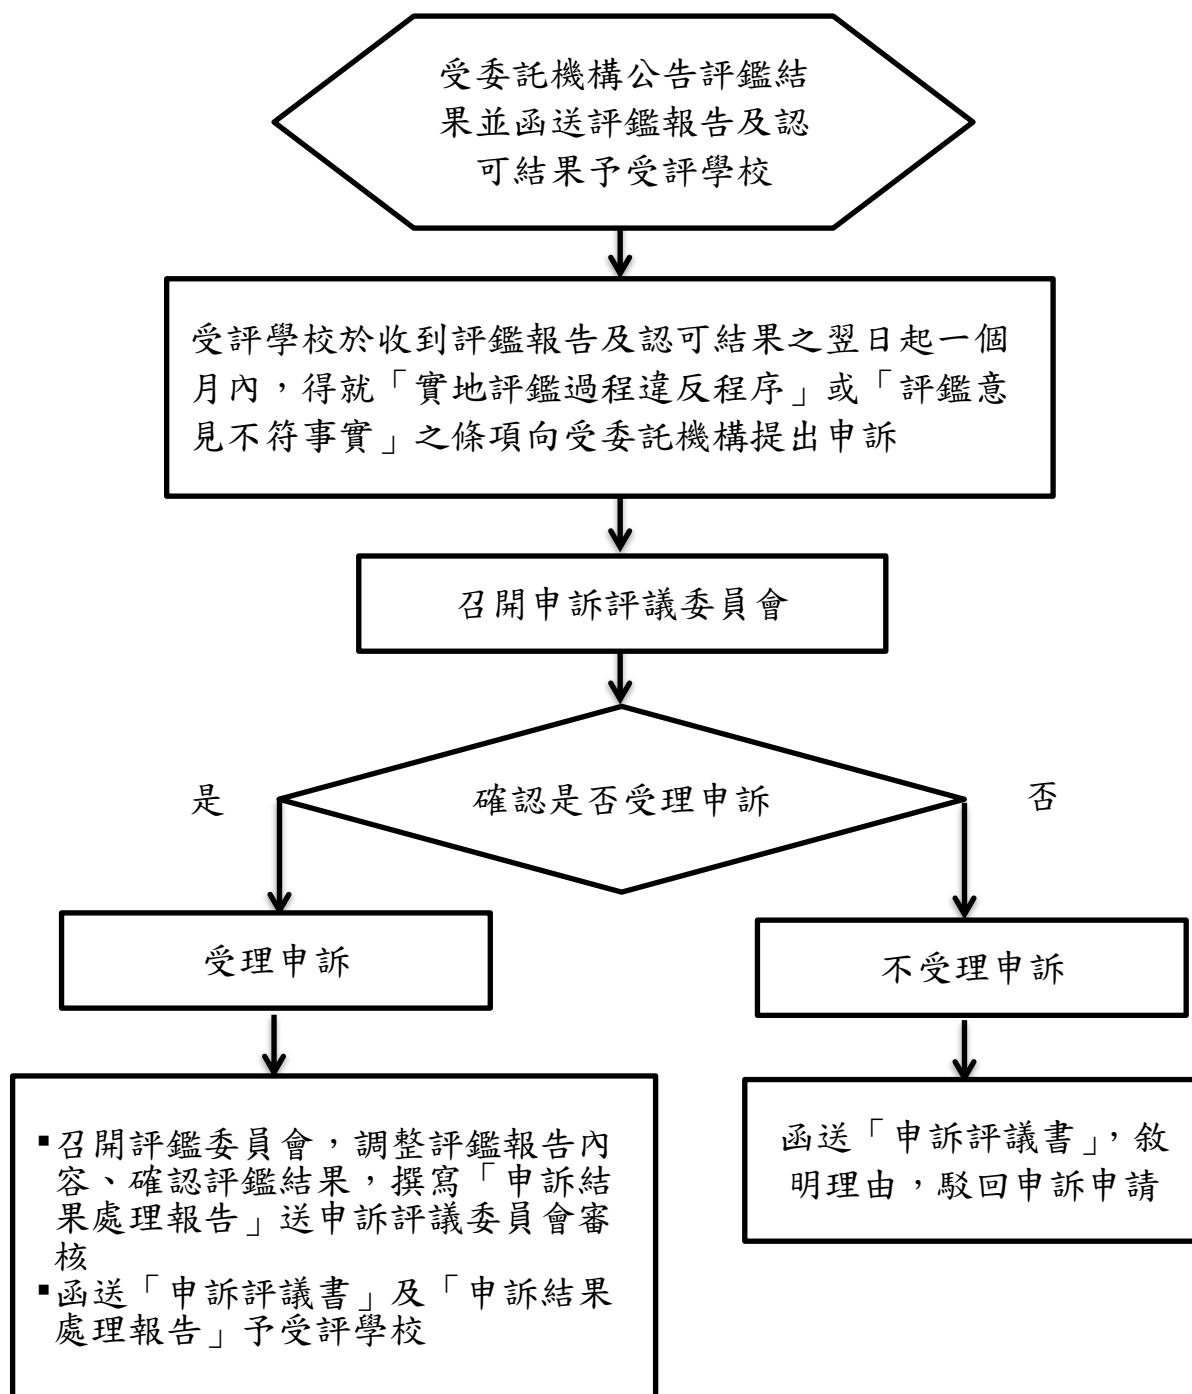 受委託機構公告評鑑結
果並函送評鑑報告及認
可結果予受評學校
受評學校於收到評鑑報告及認可結果之翌日起一個
月內，得就「實地評鑑過程違反程序」或「評鑑意
見不符事實」之條項向受委託機構提出申訴
召開申訴評議委員會
確認是否受理申訴
是
否
受理申訴
不受理申訴
▪召開評鑑委員會，調整評鑑報告內
容、確認評鑑結果，撰寫「申訴結
果處理報告」送申訴評議委員會審
核
▪函送「申訴評議書」及「申訴結果
處理報告」予受評學校
函送「申訴評議書」，敘
明理由，駁回申訴申請